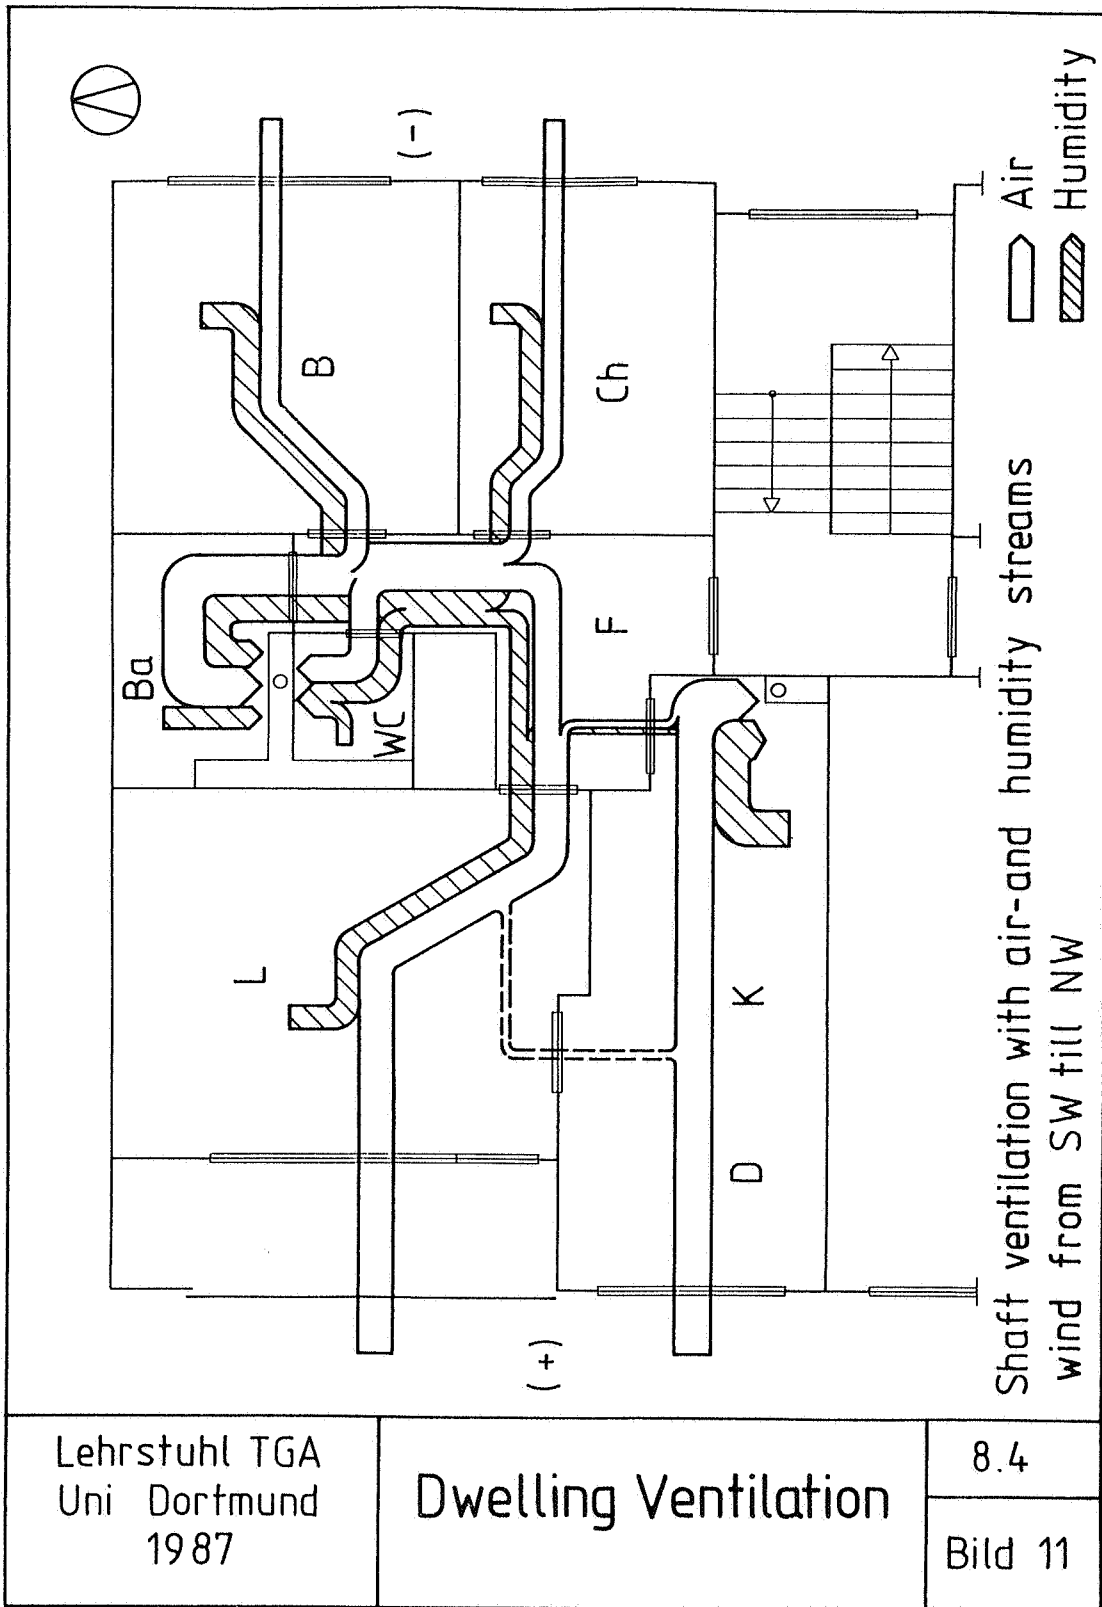 (-)
B
Ch
Ba
WC
F
L
K
D
(+)
Air
Humidity
Shaft ventilation with air-and humidity streams
wind from SW till NW
Lehrstuhl TGA
Uni Dortmund
1987
Dwelling Ventilation
8.4
Bild 11